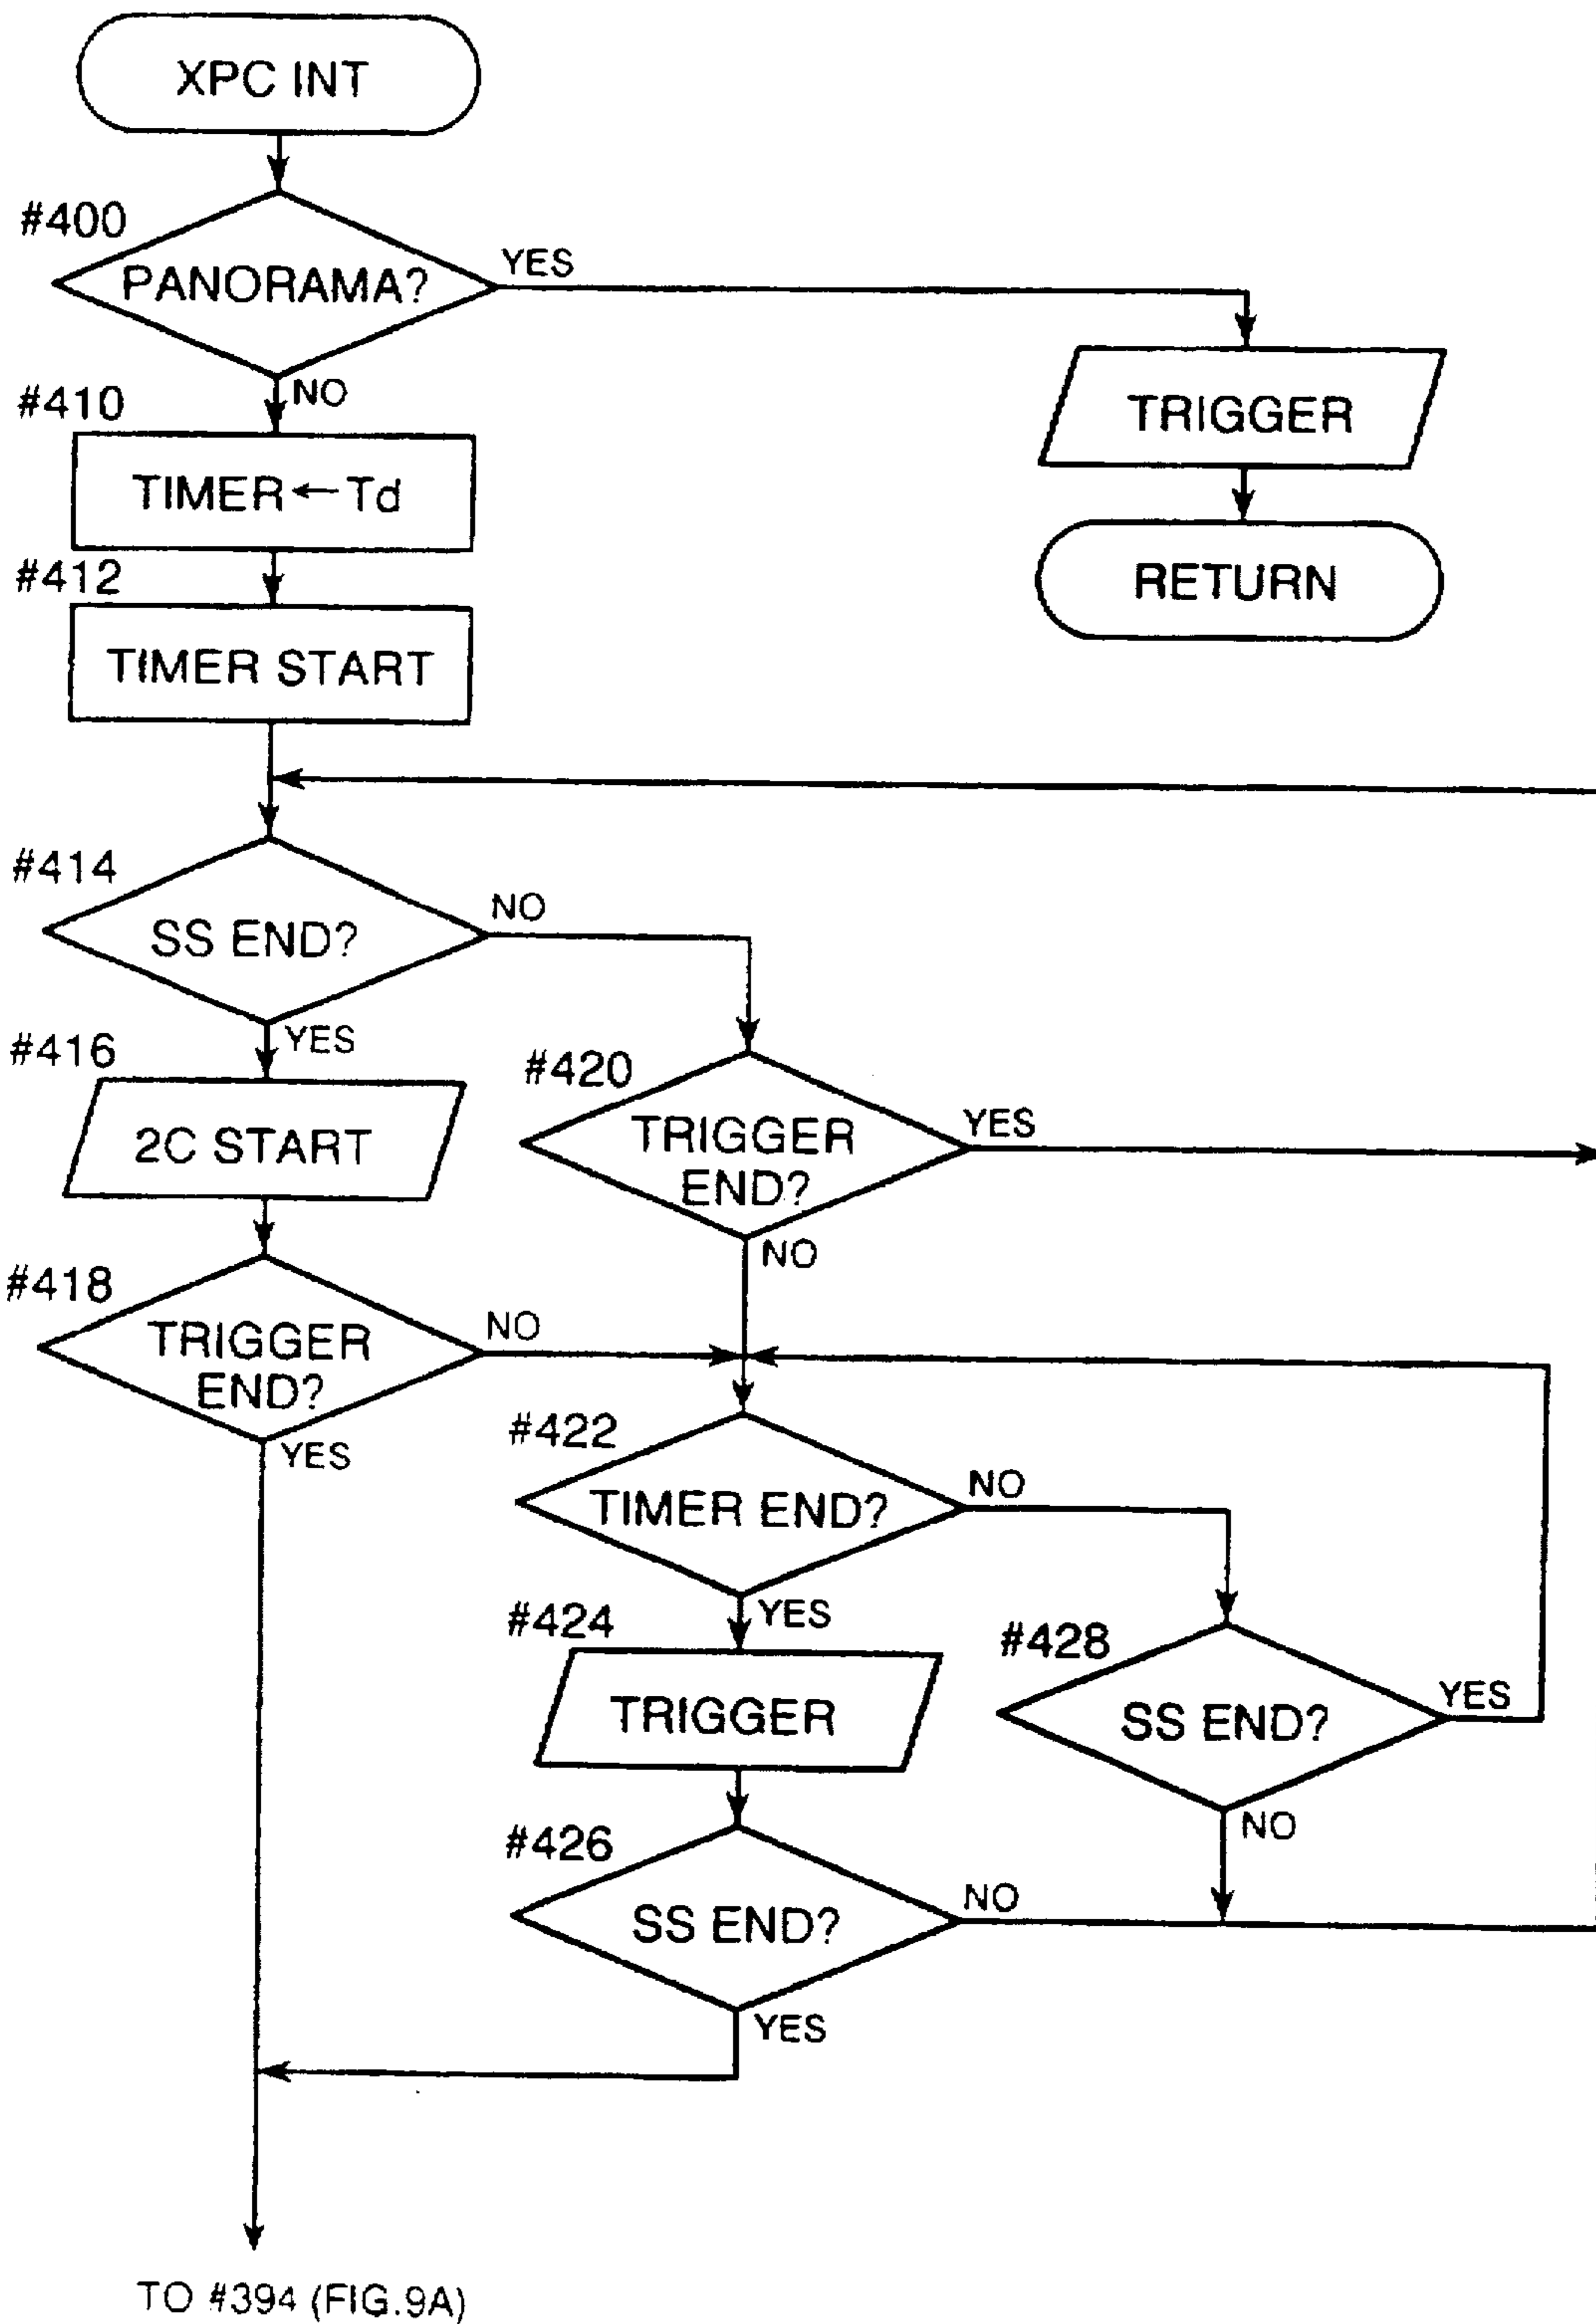 XPC INT
#400
PANORAMA?
YES
NO
TRIGGER
RETURN
#410
TIMER ← Td
#412
TIMER START
#414
SS END?
NO
YES
#416
2C START
#420
TRIGGER
END?
YES
NO
#418
TRIGGER
END?
NO
YES
#422
TIMER END?
NO
YES
#424
TRIGGER
#428
SS END?
YES
NO
#426
SS END?
NO
YES
TO #394 (FIG.9A)